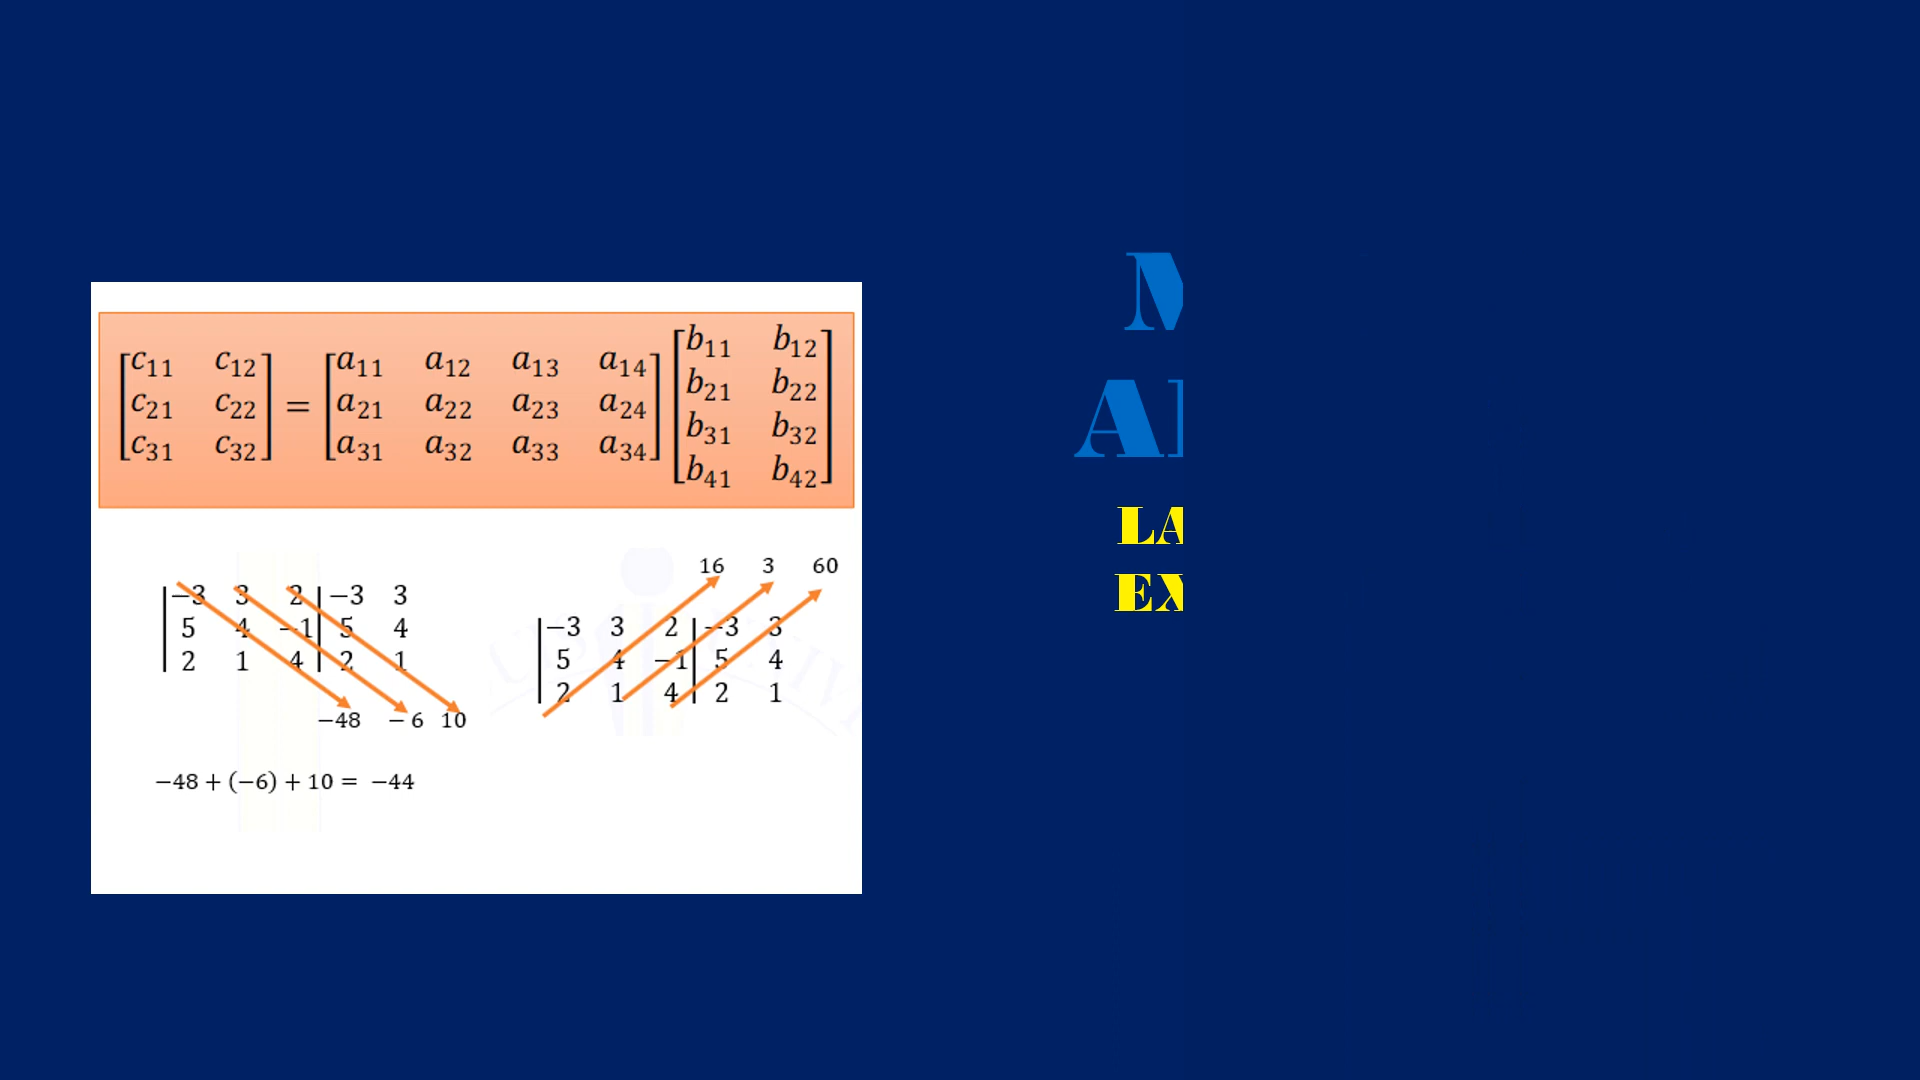 [c11 c12; c21 c22; c31 c32] = [a11 a12 a13 a14; a21 a22 a23 a24; a31 a32 a33 a34] [b11 b12; b21 b22; b31 b32; b41 b42]
|−3 3 2| −3 3
|5 4 −1| 5 4
|2 1 4| 2 1
−48 −6 10
−48 + (−6) + 10 = −44
16 3 60
|−3 3 2| −3 3
|5 4 −1| 5 4
|2 1 4| 2 1
LA
EX